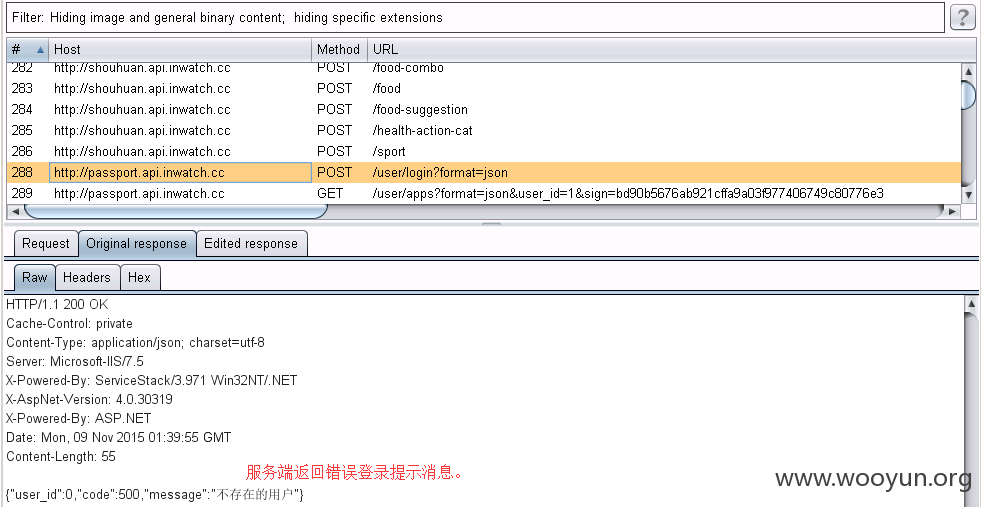 Filter: Hiding image and general binary content; hiding specific extensions
?
# Host Method URL
282 http://shouhuan.api.inwatch.cc POST /food-combo
283 http://shouhuan.api.inwatch.cc POST /food
284 http://shouhuan.api.inwatch.cc POST /food-suggestion
285 http://shouhuan.api.inwatch.cc POST /health-action-cat
286 http://shouhuan.api.inwatch.cc POST /sport
288 http://passport.api.inwatch.cc POST /user/login?format=json
289 http://passport.api.inwatch.cc GET /user/apps?format=json&user_id=1&sign=bd90b5676ab921cffa9a03f977406749c80776e3
Request Original response Edited response
Raw Headers Hex
HTTP/1.1 200 OK
Cache-Control: private
Content-Type: application/json; charset=utf-8
Server: Microsoft-IIS/7.5
X-Powered-By: ServiceStack/3.971 Win32NT/.NET
X-AspNet-Version: 4.0.30319
X-Powered-By: ASP.NET
Date: Mon, 09 Nov 2015 01:39:55 GMT
Content-Length: 55
服务端返回错误登录提示消息。
www.wooyun.org
{"user_id":0,"code":500,"message":"不存在的用户"}